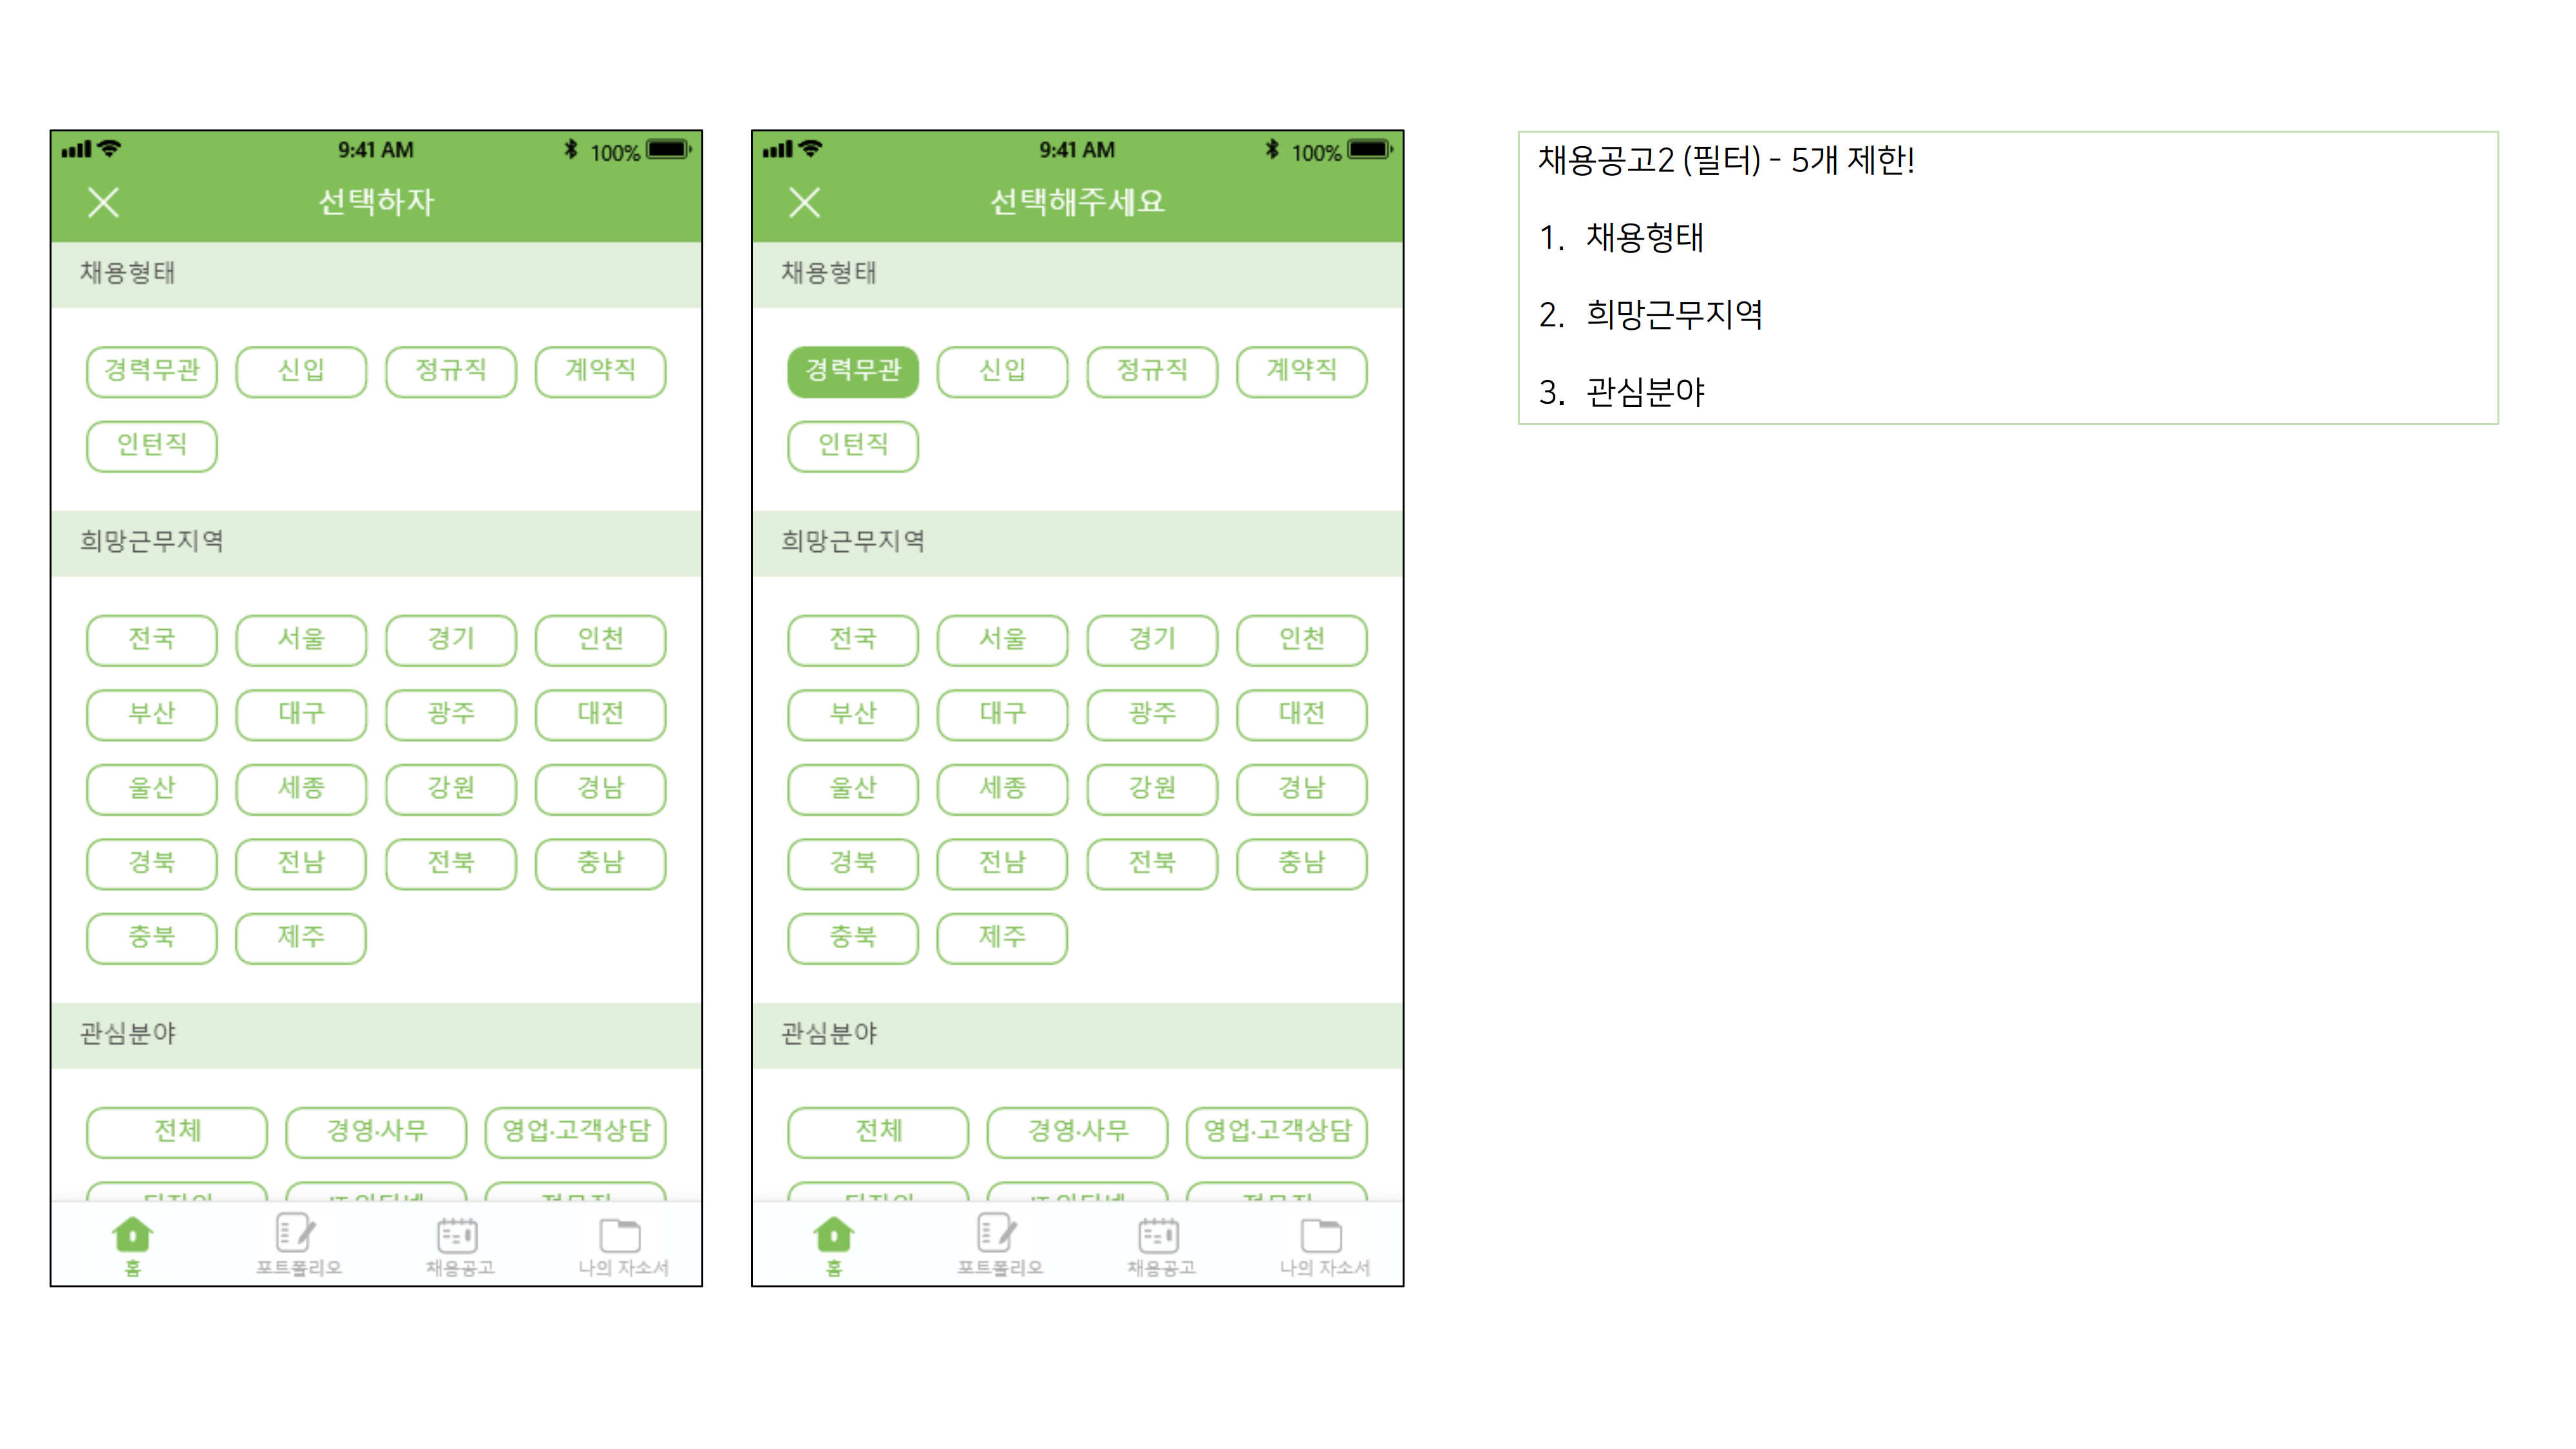 9:41 AM
100%
선택하자
채용형태
경력무관 신입 정규직 계약직
인턴직
희망근무지역
전국 서울 경기 인천
부산 대구 광주 대전
울산 세종 강원 경남
경북 전남 전북 충남
충북 제주
관심분야
전체 경영·사무 영업·고객상담
홈 포트폴리오 채용공고 나의 자소서
9:41 AM
100%
선택해주세요
채용형태
경력무관 신입 정규직 계약직
인턴직
희망근무지역
전국 서울 경기 인천
부산 대구 광주 대전
울산 세종 강원 경남
경북 전남 전북 충남
충북 제주
관심분야
전체 경영·사무 영업·고객상담
홈 포트폴리오 채용공고 나의 자소서
채용공고2 (필터) - 5개 제한!
1. 채용형태
2. 희망근무지역
3. 관심분야